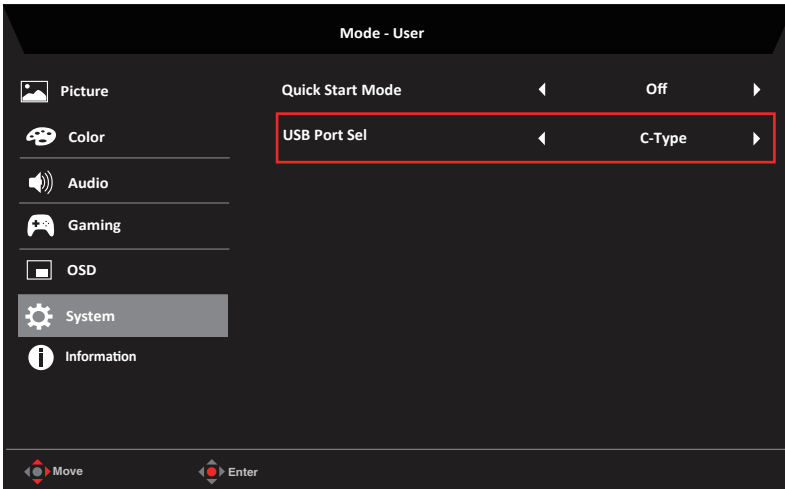 Mode - User
Picture
Quick Start Mode Off
Color
USB Port Sel C-Type
Audio
Gaming
OSD
System
Information
Move Enter